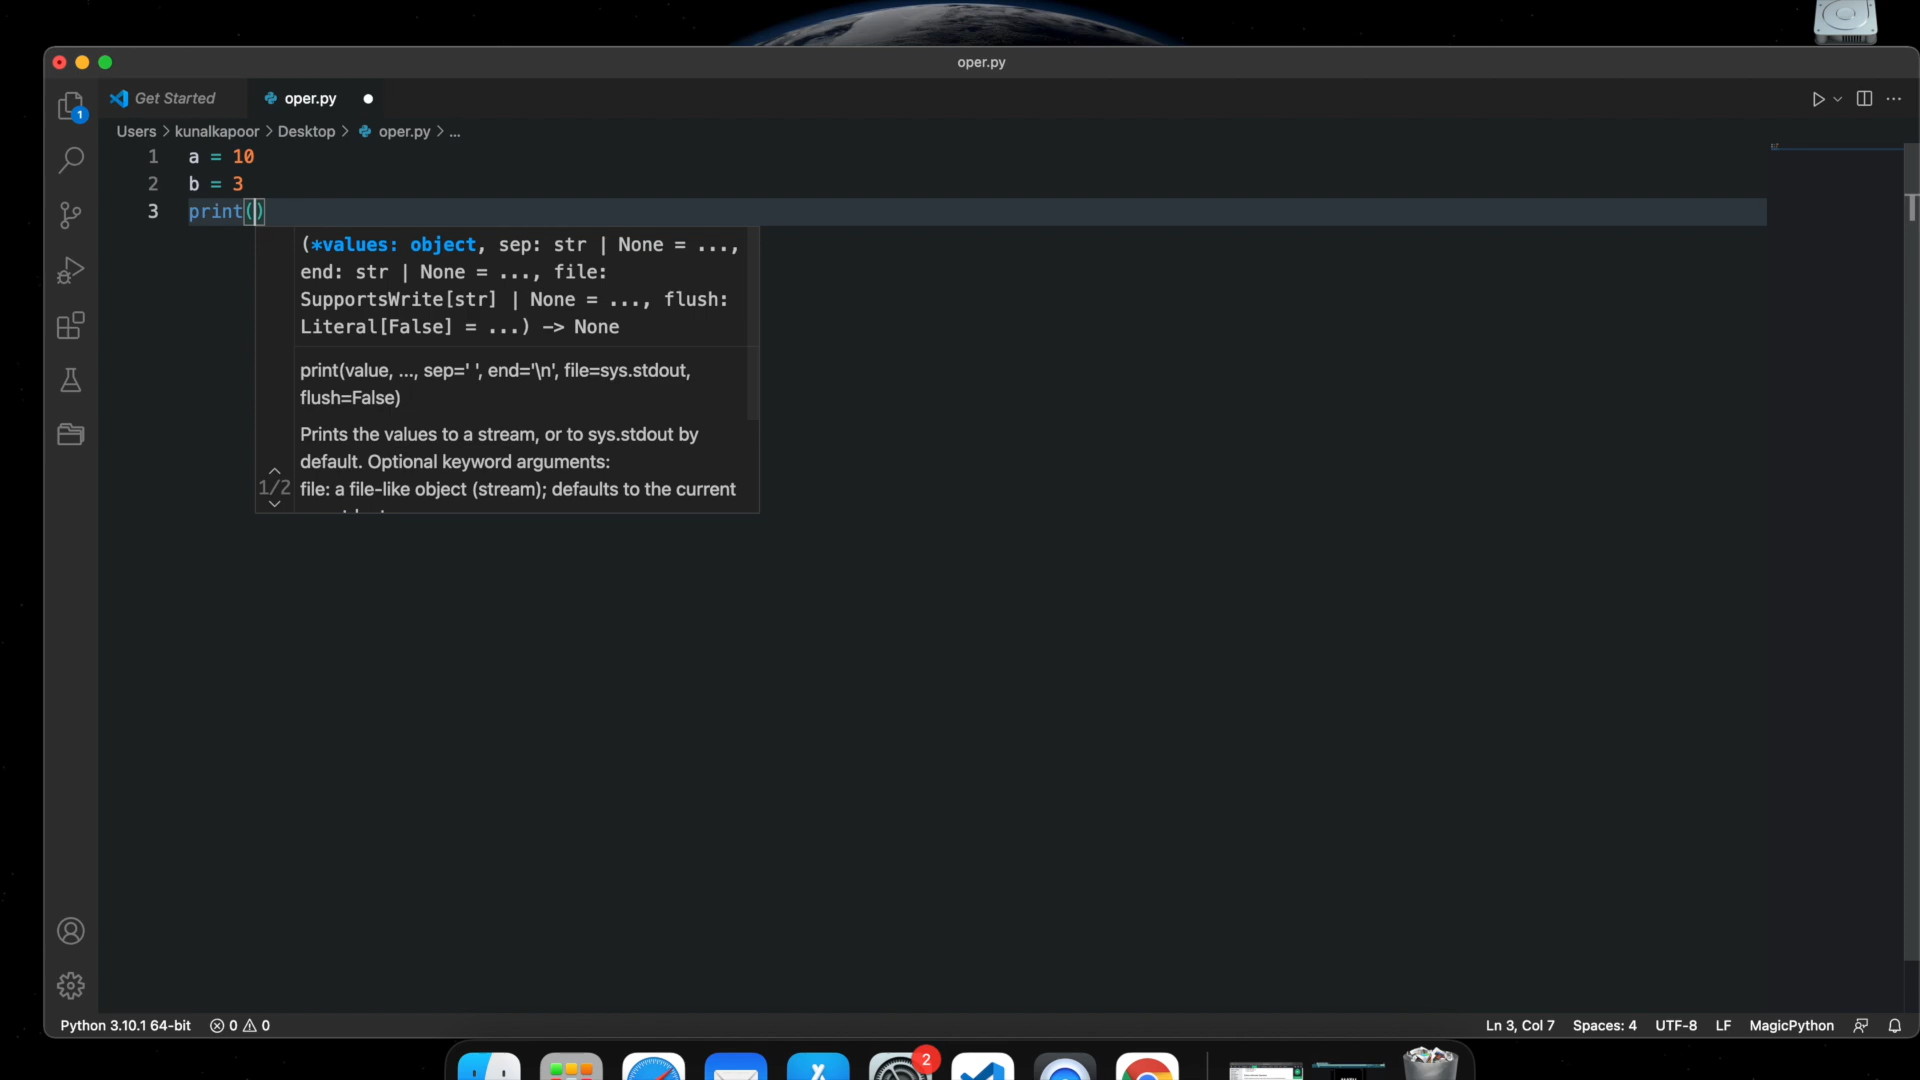 oper.py
Get Started
oper.py
1
Users > kunalkapoor > Desktop > oper.py > ...
1 a = 10
2 b = 3
3 print()
(*values: object, sep: str | None = ...,
end: str | None = ..., file:
SupportsWrite[str] | None = ..., flush:
Literal[False] = ...) -> None
print(value, ..., sep=' ', end='\n', file=sys.stdout,
flush=False)
Prints the values to a stream, or to sys.stdout by
default. Optional keyword arguments:
1/2 file: a file-like object (stream); defaults to the current
Python 3.10.1 64-bit 0 0 Ln 3, Col 7 Spaces: 4 UTF-8 LF MagicPython
2